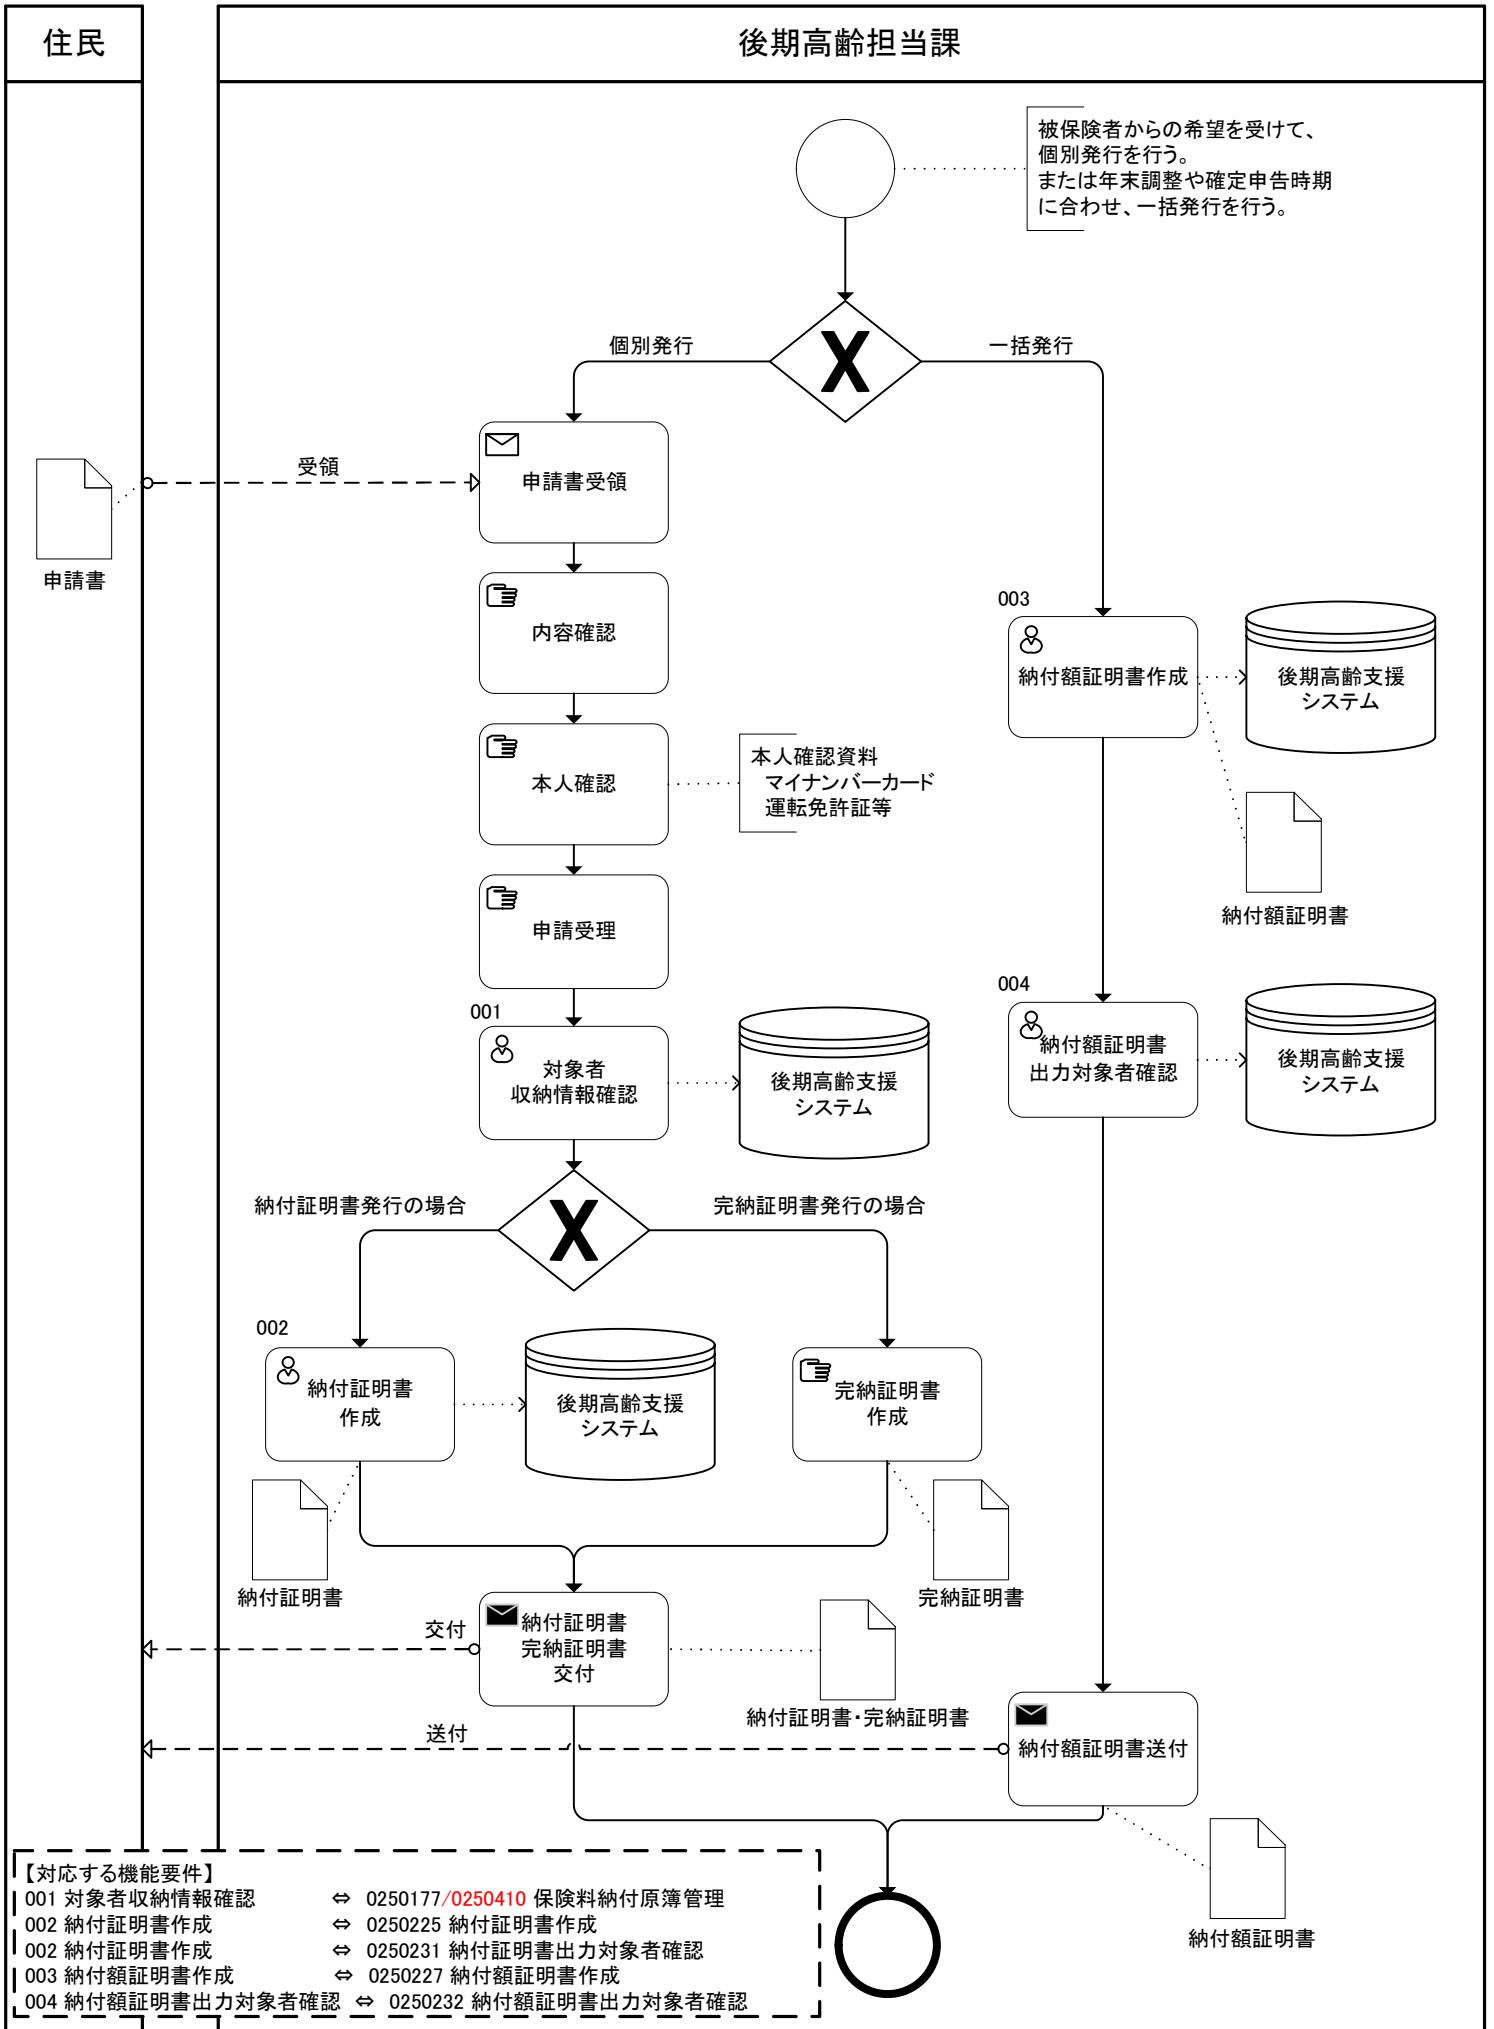 住民
後期高齢担当課
被保険者からの希望を受けて、
個別発行を行う。
または年末調整や確定申告時期
に合わせ、一括発行を行う。
個別発行
一括発行
X
受領
申請書受領
申請書
内容確認
003
納付額証明書作成
後期高齢支援
システム
本人確認
本人確認資料
マイナンバーカード
運転免許証等
納付額証明書
申請受理
001
対象者
収納情報確認
後期高齢支援
システム
004
納付額証明書
出力対象者確認
後期高齢支援
システム
納付証明書発行の場合
完納証明書発行の場合
X
002
納付証明書
作成
後期高齢支援
システム
完納証明書
作成
納付証明書
完納証明書
交付
納付証明書
完納証明書
交付
納付証明書・完納証明書
送付
納付額証明書送付
納付額証明書
【対応する機能要件】
001 対象者収納情報確認 ⇔ 0250177/0250410 保険料納付原簿管理
002 納付証明書作成 ⇔ 0250225 納付証明書作成
002 納付証明書作成 ⇔ 0250231 納付証明書出力対象者確認
003 納付額証明書作成 ⇔ 0250227 納付額証明書作成
004 納付額証明書出力対象者確認 ⇔ 0250232 納付額証明書出力対象者確認